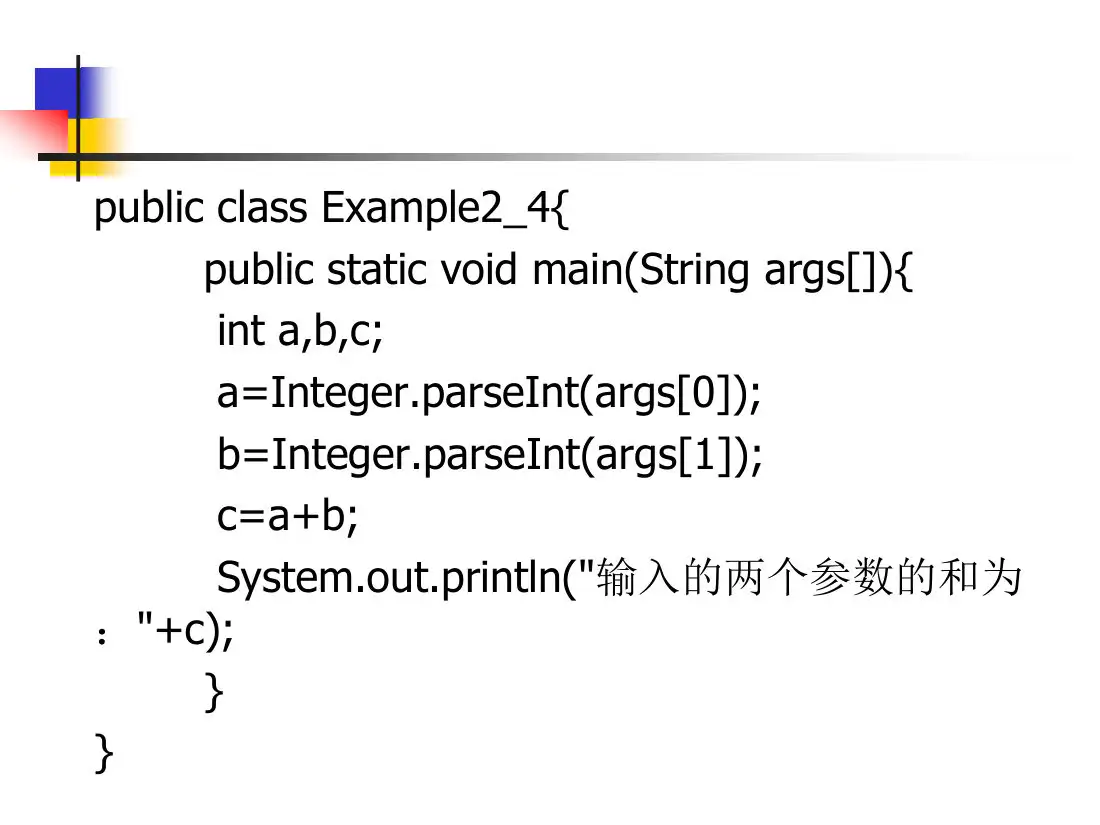 public class Example2_4{
public static void main(String args[]){
int a,b,c;
a=Integer.parseInt(args[0]);
b=Integer.parseInt(args[1]);
c=a+b;
System.out.println("输入的两个参数的和为
："+c);
}
}